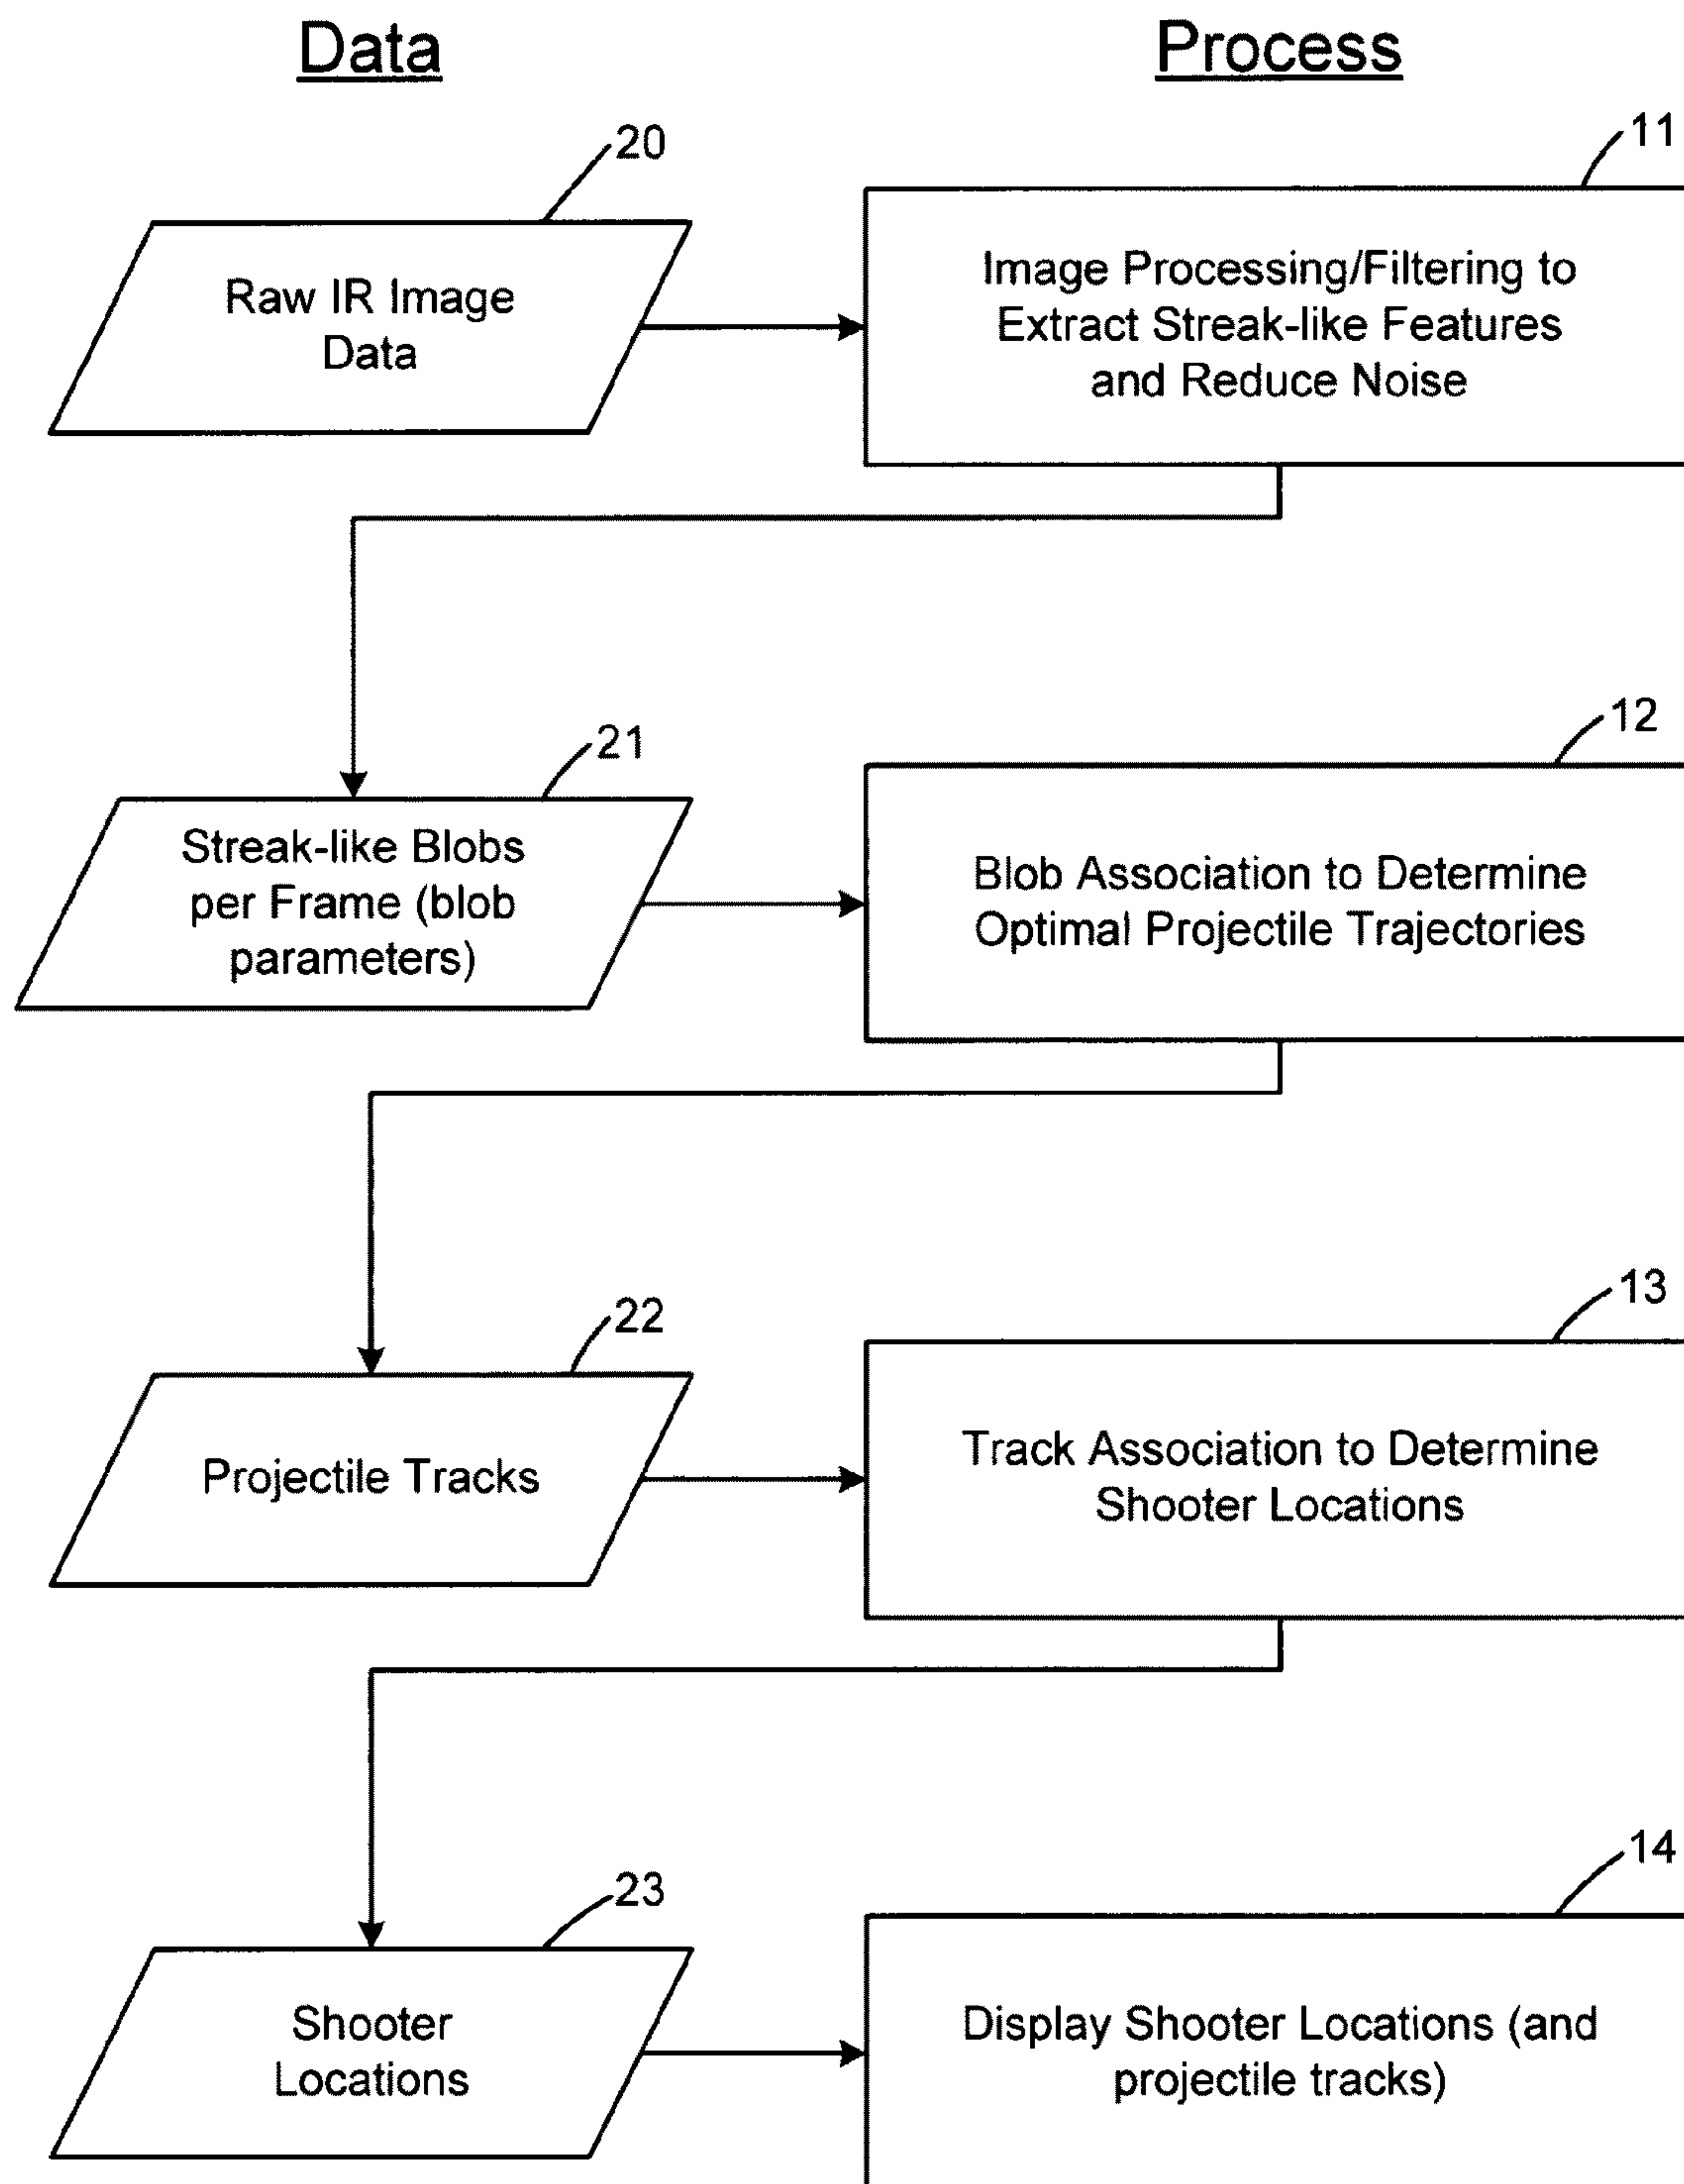 Data
Process
20
11
Raw IR Image
Data
Image Processing/Filtering to
Extract Streak-like Features
and Reduce Noise
21
12
Streak-like Blobs
per Frame (blob
parameters)
Blob Association to Determine
Optimal Projectile Trajectories
22
13
Projectile Tracks
Track Association to Determine
Shooter Locations
23
14
Shooter
Locations
Display Shooter Locations (and
projectile tracks)